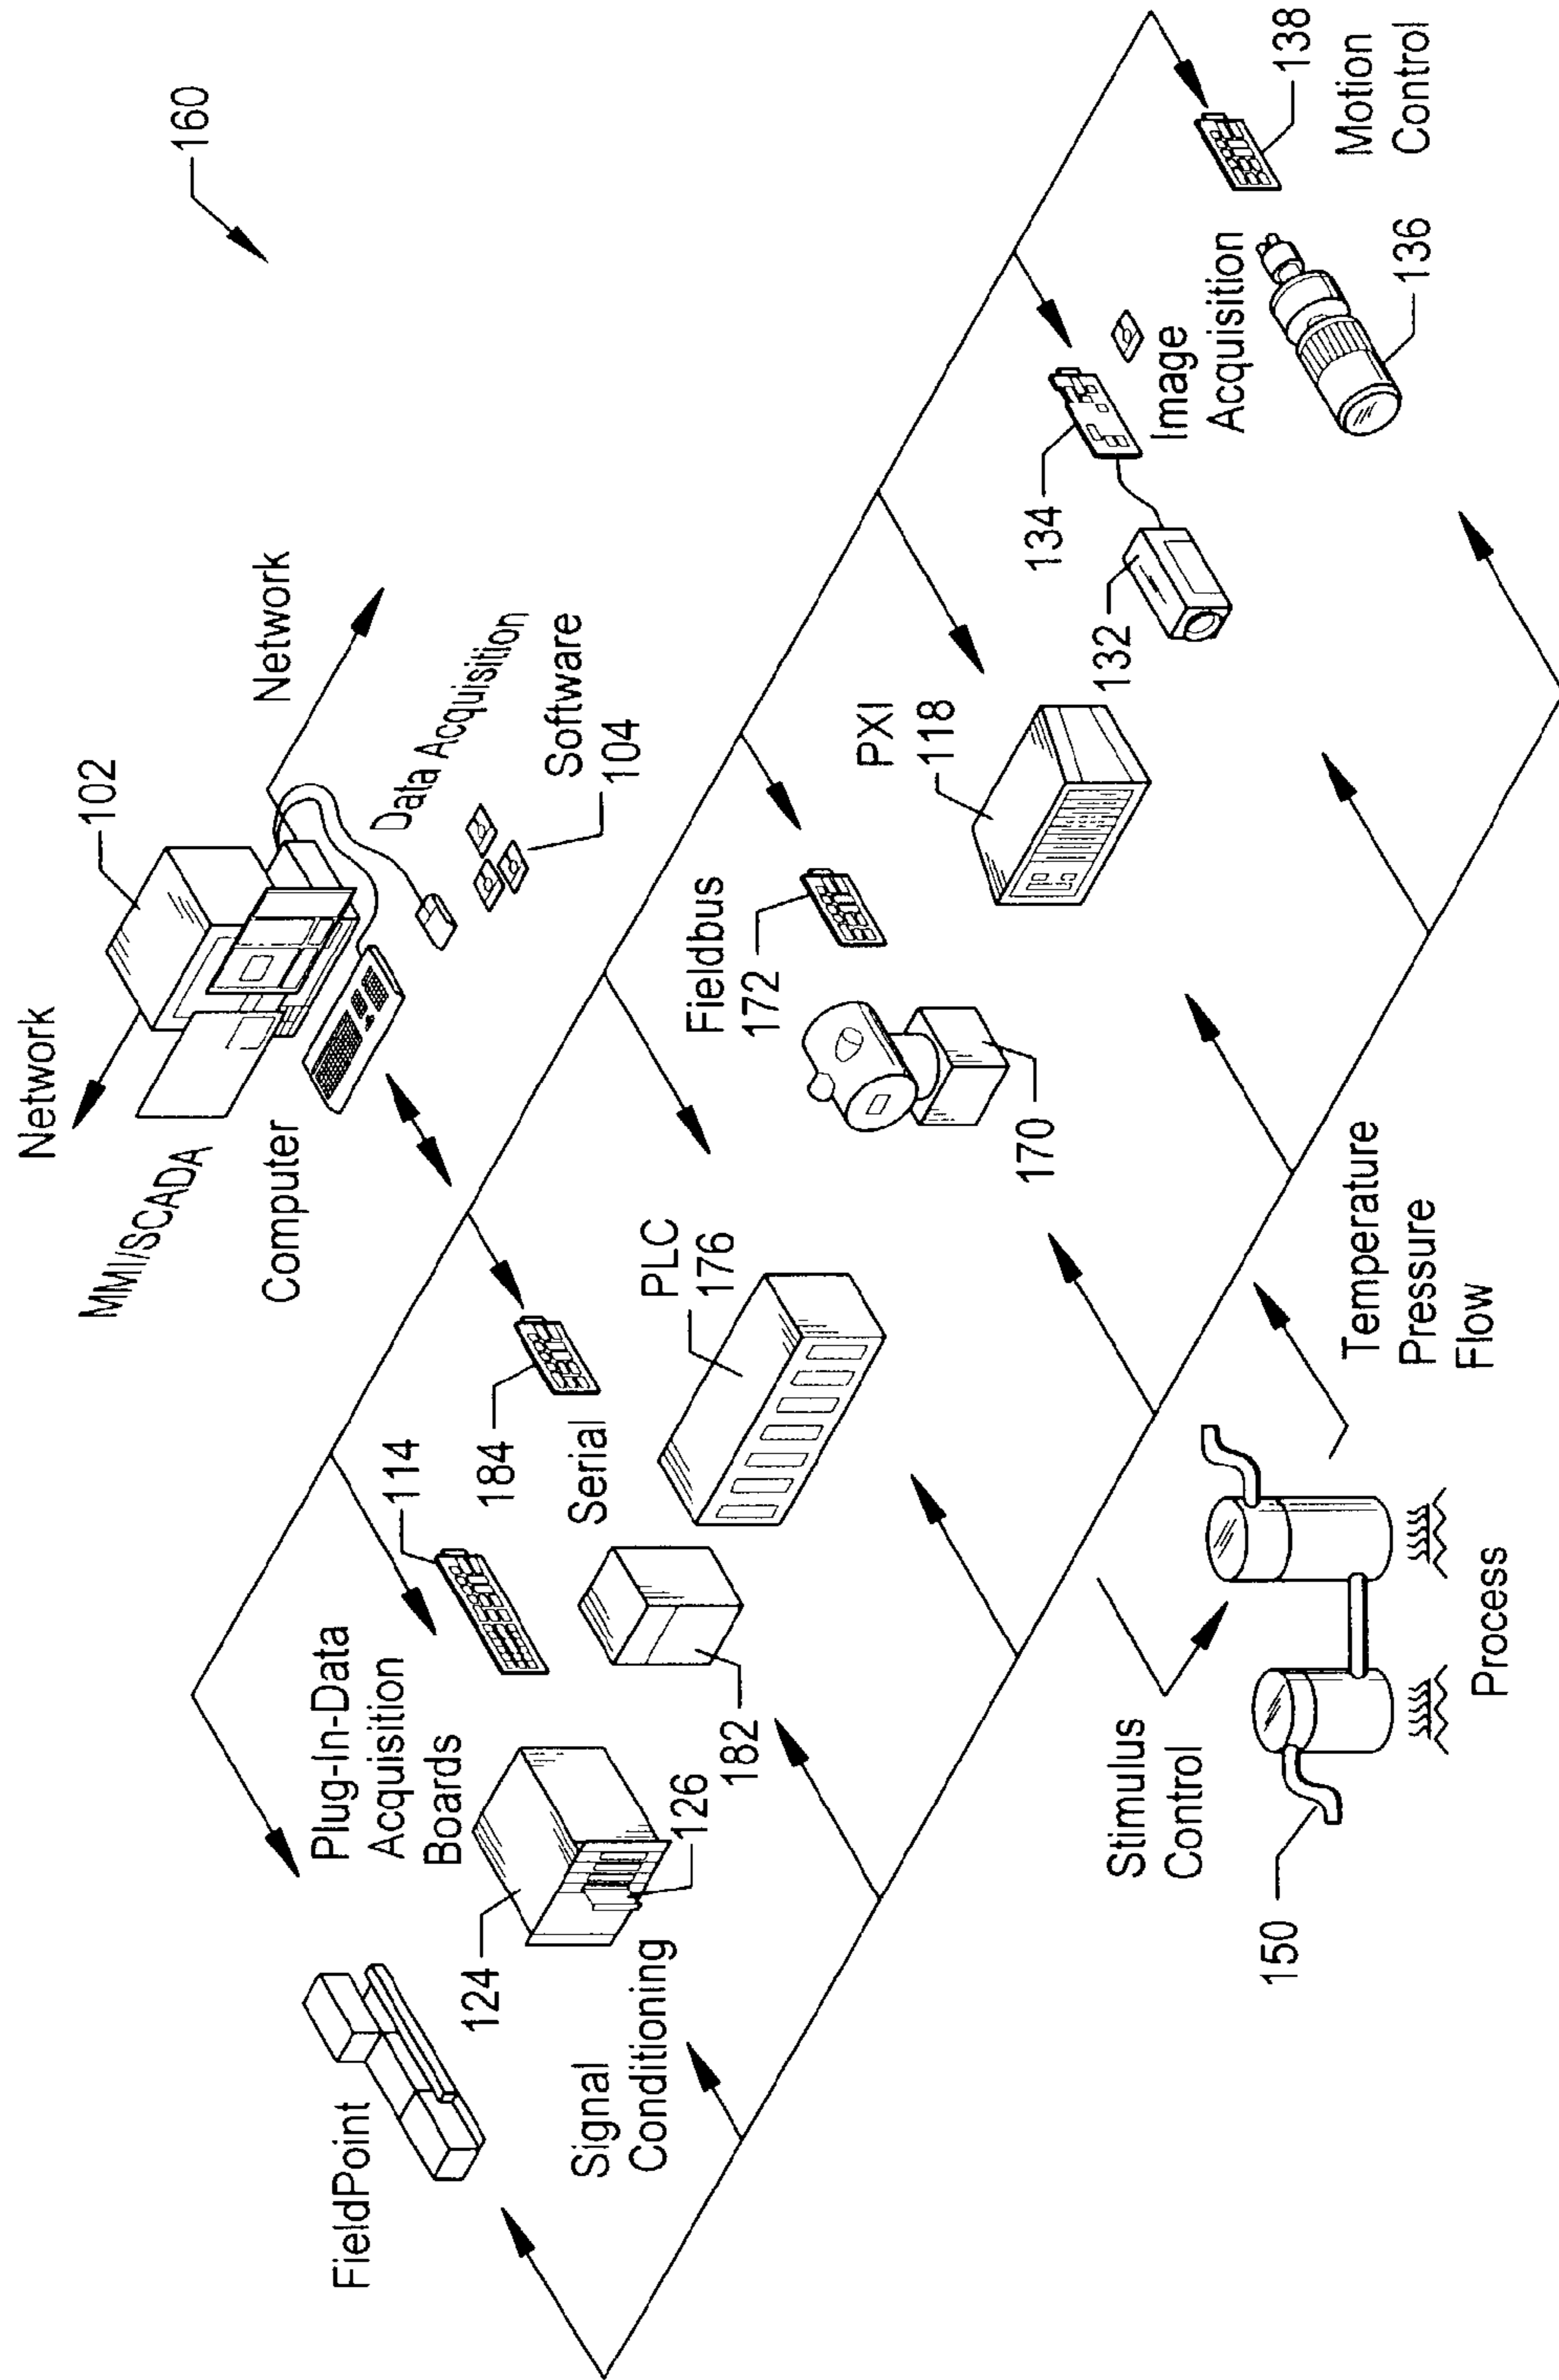 160
Network
102
Network
MMI/SCADA
Computer
Data Acquisition
Software
104
FieldPoint
Plug-In-Data
Acquisition
Boards
114
184
Serial
124
126
Signal
Conditioning
182
PLC
176
Fieldbus
172
170
PXI
118
134
132
Image
Acquisition
138
Motion
Control
136
Stimulus
Control
150
Process
Temperature
Pressure
Flow